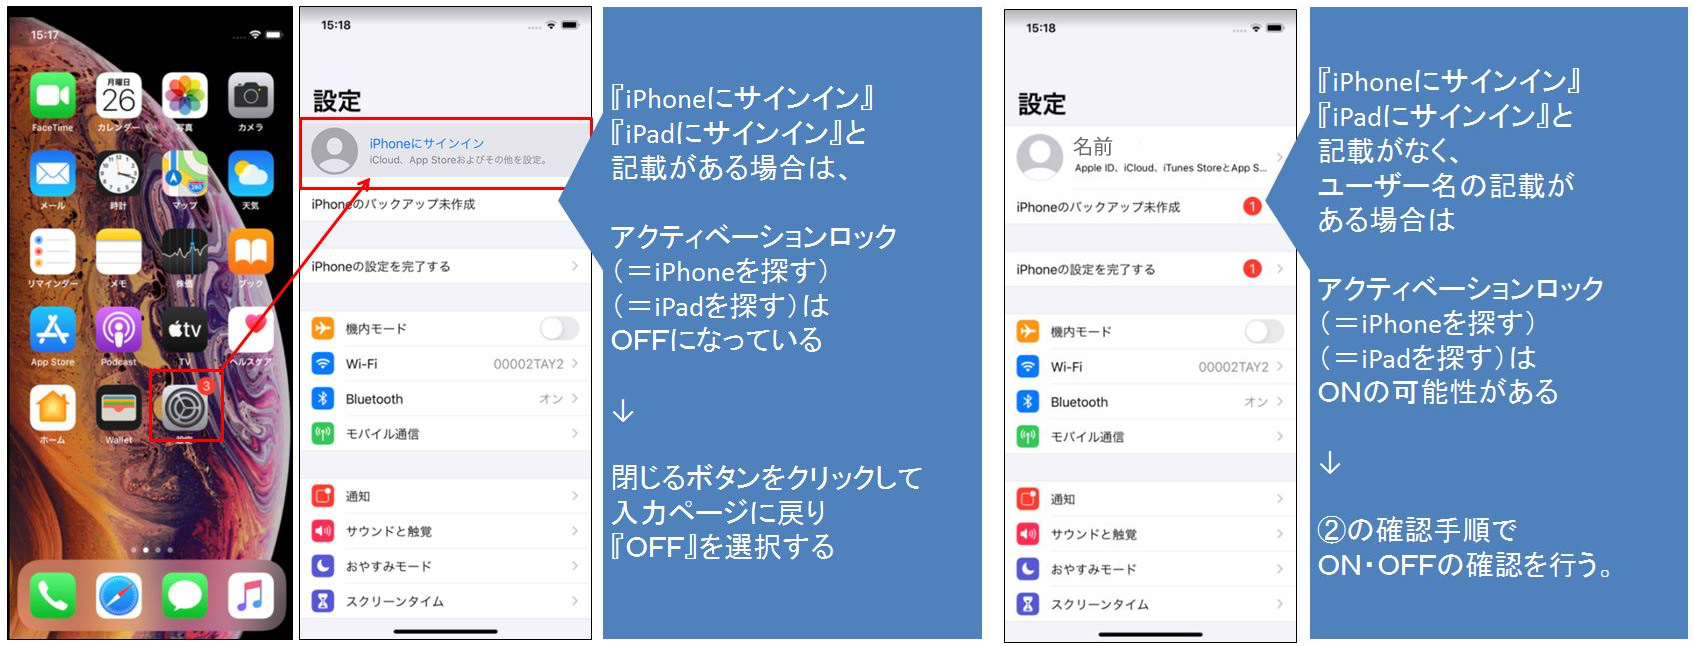 15:17
月曜日
26
FaceTime
カレンダー
写真
カメラ
メール
時計
マップ
天気
リマインダー
メモ
株価
ブック
tv
App Store
Podcast
TV
ヘルスケア
3
ホーム
Wallet
設定
15:18
設定
iPhoneにサインイン
iCloud、App Storeおよびその他を設定。
iPhoneのバックアップ未作成
iPhoneの設定を完了する
機内モード
Wi-Fi 00002TAY2
Bluetooth オン
モバイル通信
通知
サウンドと触覚
おやすみモード
スクリーンタイム
『iPhoneにサインイン』
『iPadにサインイン』と
記載がある場合は、
アクティベーションロック
（＝iPhoneを探す）
（＝iPadを探す）は
ＯＦＦになっている
↓
閉じるボタンをクリックして
入力ページに戻り
『ＯＦＦ』を選択する
15:18
設定
名前
Apple ID、iCloud、iTunes StoreとApp S...
iPhoneのバックアップ未作成 1
iPhoneの設定を完了する 1
機内モード
Wi-Fi 00002TAY2
Bluetooth オン
モバイル通信
通知
サウンドと触覚
おやすみモード
スクリーンタイム
『iPhoneにサインイン』
『iPadにサインイン』と
記載がなく、
ユーザー名の記載が
ある場合は
アクティベーションロック
（＝iPhoneを探す）
（＝iPadを探す）は
ＯＮの可能性がある
↓
②の確認手順で
ＯＮ・ＯＦＦの確認を行う。